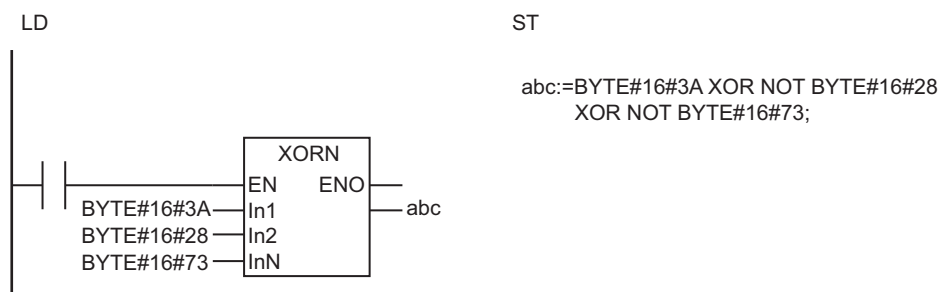 LD
ST
abc:=BYTE#16#3A XOR NOT BYTE#16#28
XOR NOT BYTE#16#73;
XORN
EN ENO
BYTE#16#3A In1 abc
BYTE#16#28 In2
BYTE#16#73 InN